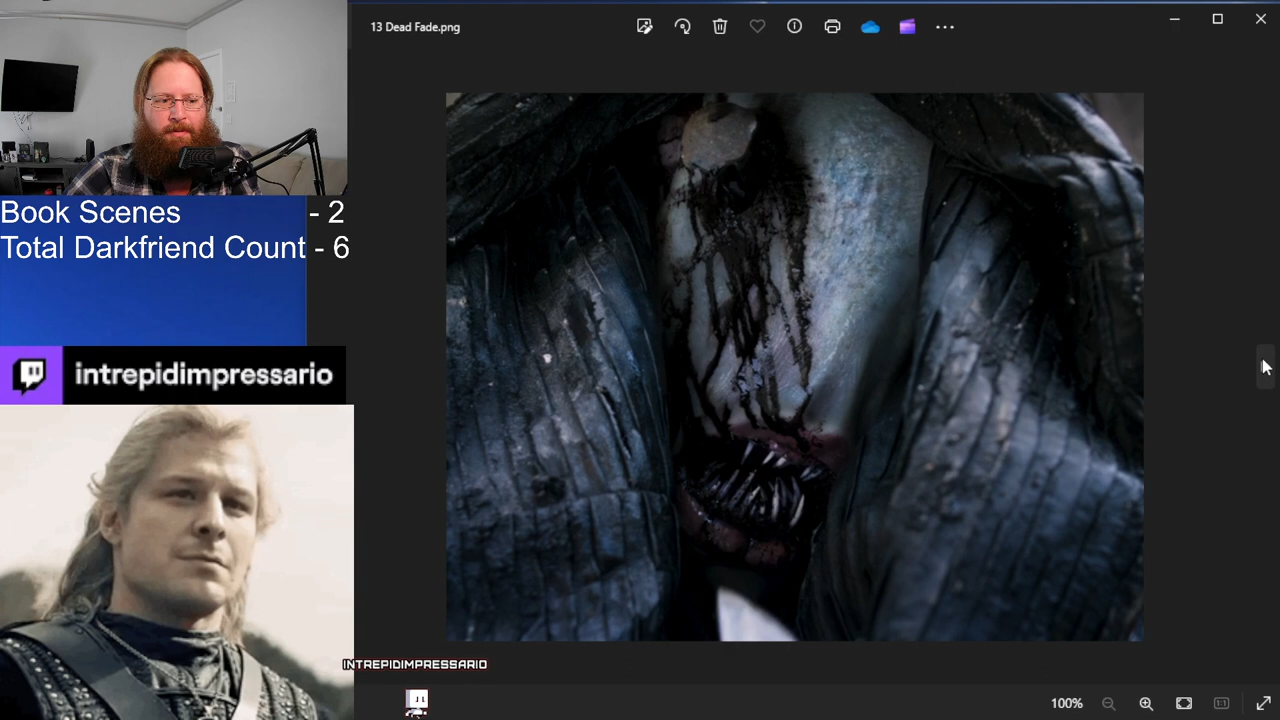 13 Dead Fade.png
Book Scenes - 2
Total Darkfriend Count - 6
intrepidimpressario
INTREPIDIMPRESSARIO
100%